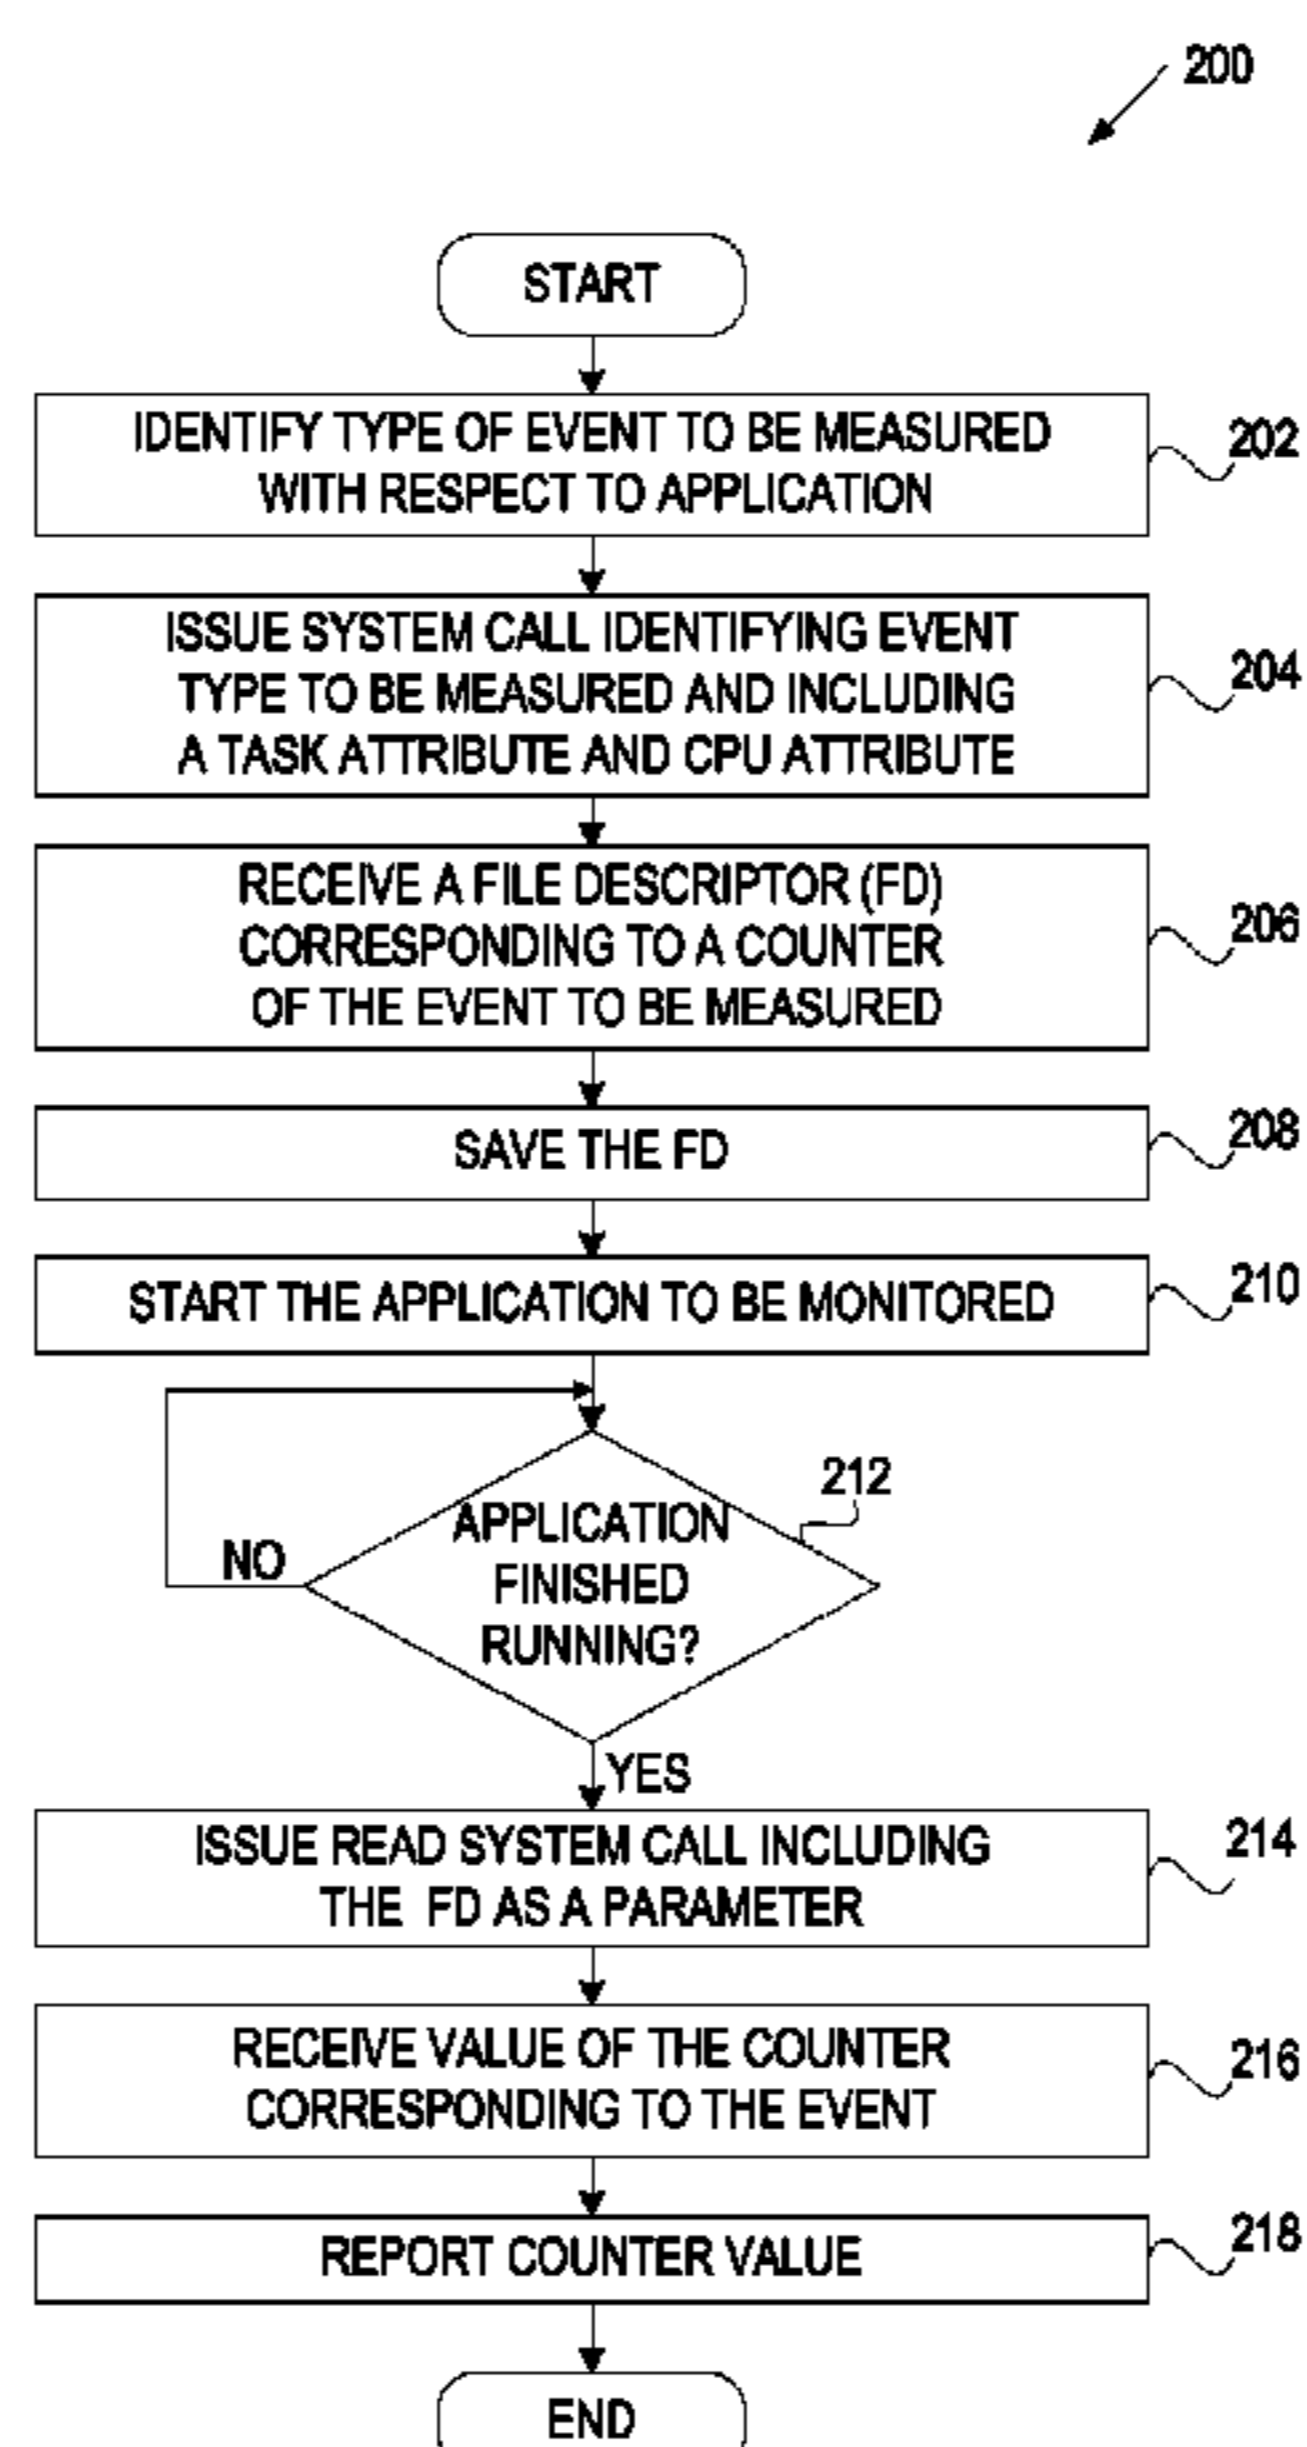 200
START
IDENTIFY TYPE OF EVENT TO BE MEASURED
WITH RESPECT TO APPLICATION
202
ISSUE SYSTEM CALL IDENTIFYING EVENT
TYPE TO BE MEASURED AND INCLUDING
A TASK ATTRIBUTE AND CPU ATTRIBUTE
204
RECEIVE A FILE DESCRIPTOR (FD)
CORRESPONDING TO A COUNTER
OF THE EVENT TO BE MEASURED
206
SAVE THE FD
208
START THE APPLICATION TO BE MONITORED
210
212
APPLICATION
FINISHED
RUNNING?
NO
YES
ISSUE READ SYSTEM CALL INCLUDING
THE FD AS A PARAMETER
214
RECEIVE VALUE OF THE COUNTER
CORRESPONDING TO THE EVENT
216
REPORT COUNTER VALUE
218
END